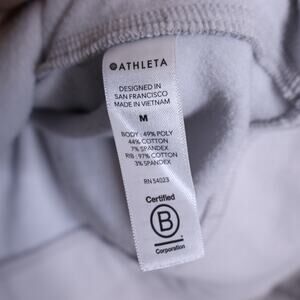 ATHLETA
DESIGNED IN
SAN FRANCISCO
MADE IN VIETNAM
M
BODY: 49% POLY
44% COTTON
7% SPANDEX
RIB: 97% COTTON
3% SPANDEX
RN 54023
Certified
B
Corporation